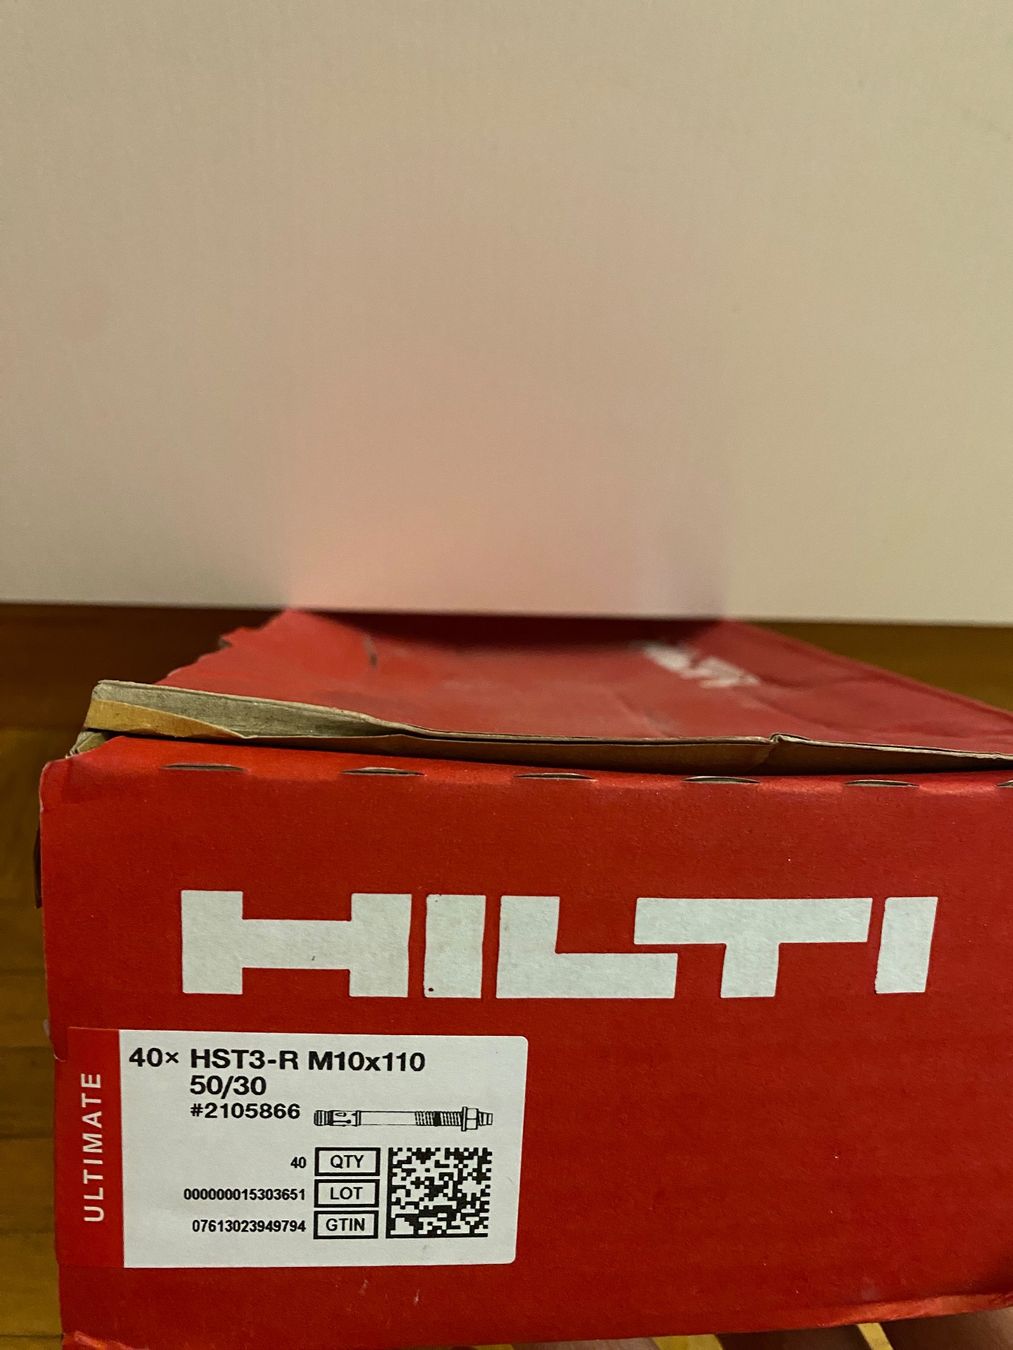 HILTI
ULTIMATE
40× HST3-R M10x110
50/30
#2105866
40 QTY
000000015303651 LOT
07613023949794 GTIN